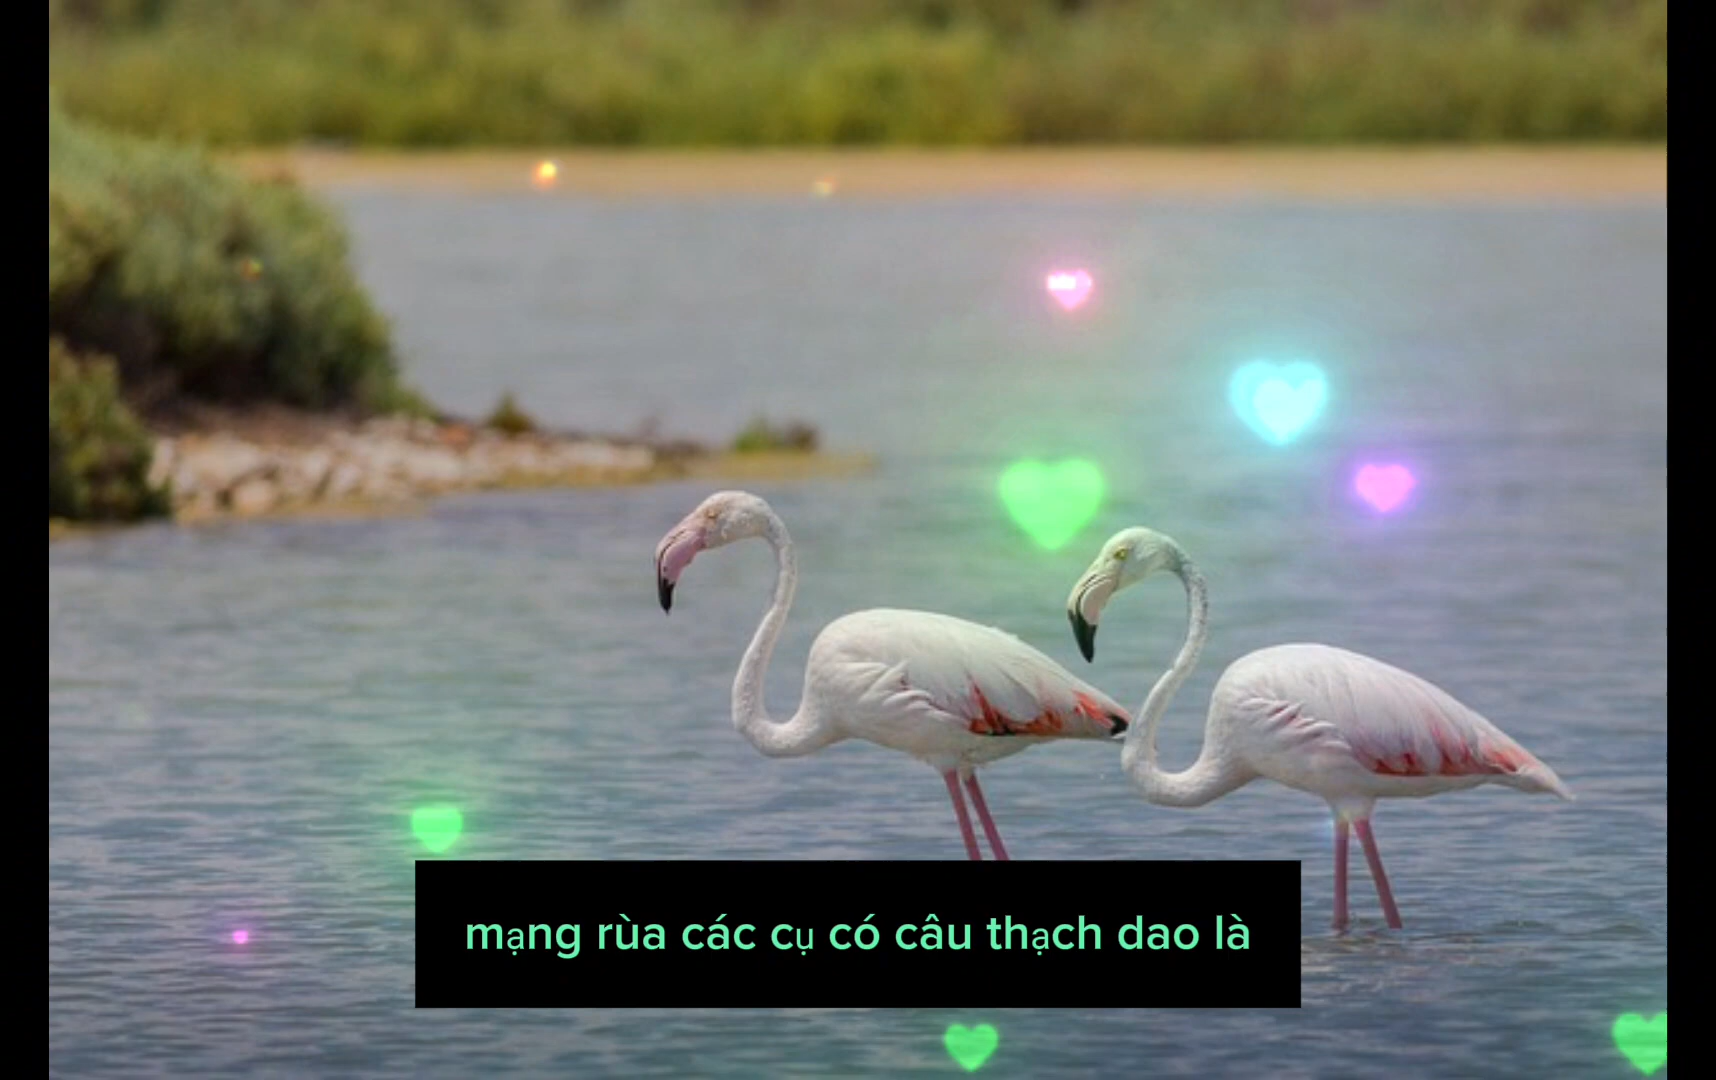 mạng rùa các cụ có câu thạch dao là